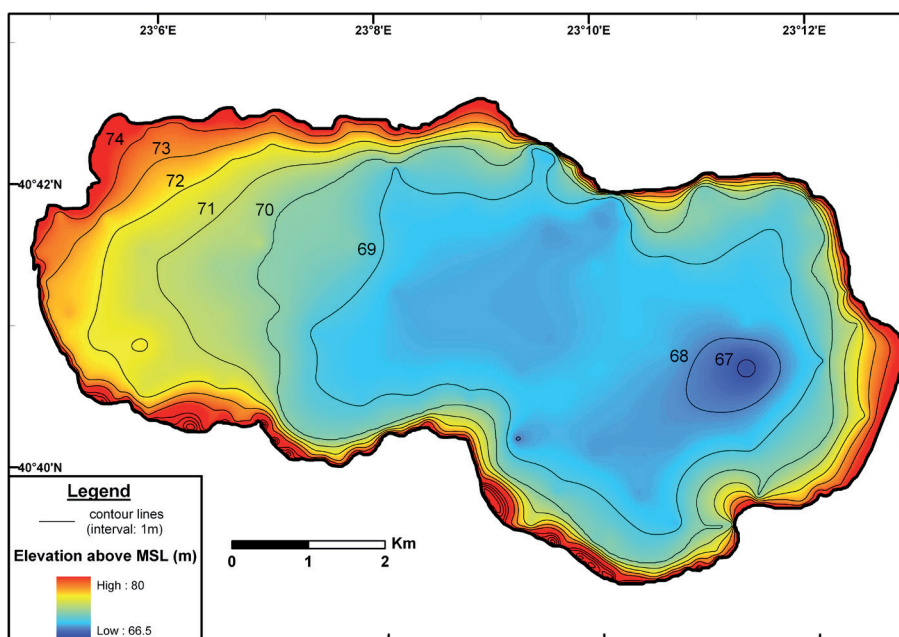 23°6'E 23°8'E 23°10'E 23°12'E
74
73
72
71
70
69
68
67
40°42'N
40°40'N
Legend
contour lines
(interval: 1m)
Elevation above MSL (m)
High : 80
Low : 66.5
Km
0 1 2